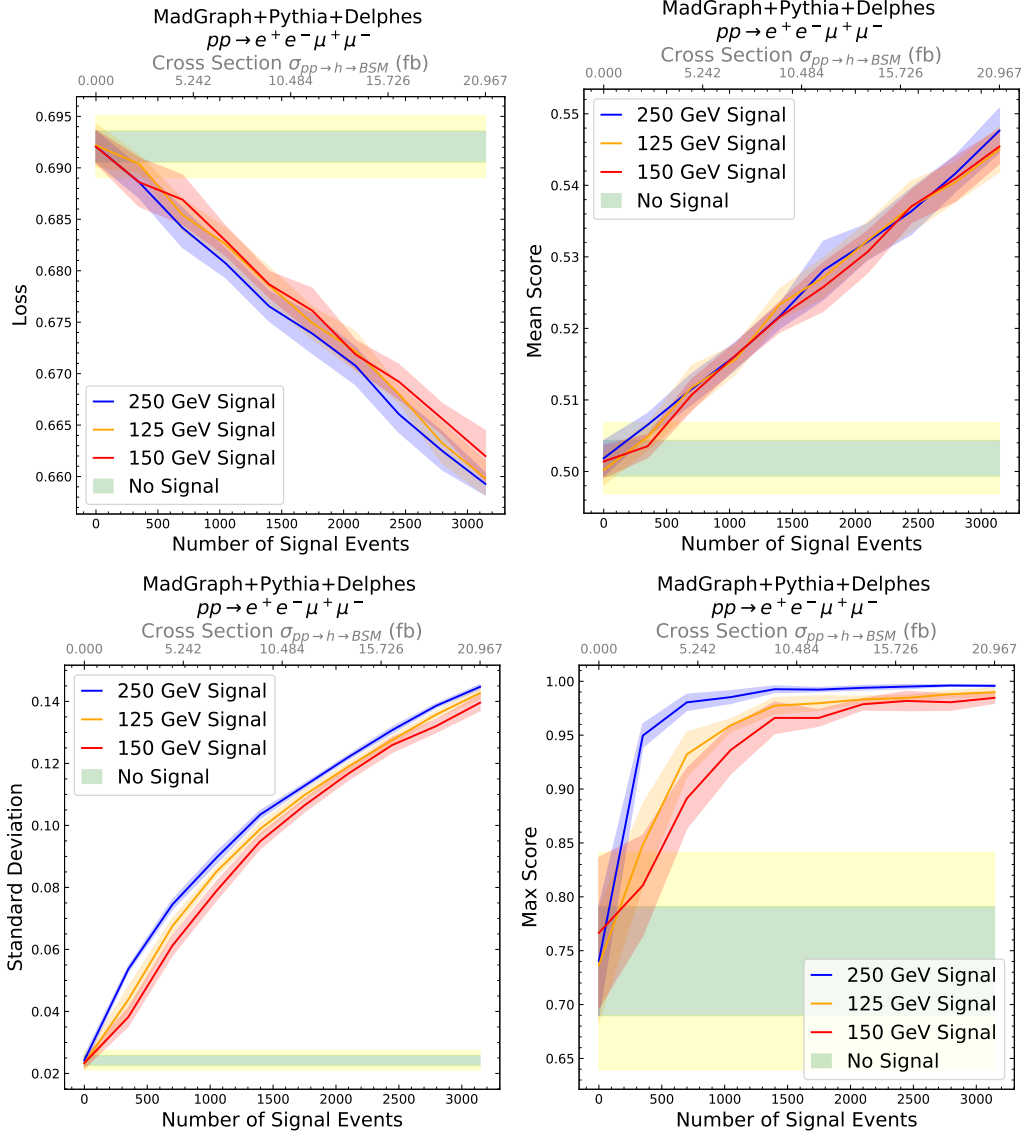 MadGraph+Pythia+Delphes
pp → e⁺e⁻μ⁺μ⁻
Cross Section σ_{pp→h→BSM} (fb)
0.000 5.242 10.484 15.726 20.967
0.695
0.690
0.685
0.680
0.675
0.670
0.665
0.660
Loss
250 GeV Signal
125 GeV Signal
150 GeV Signal
No Signal
0 500 1000 1500 2000 2500 3000
Number of Signal Events
MadGraph+Pythia+Delphes
pp → e⁺e⁻μ⁺μ⁻
Cross Section σ_{pp→h→BSM} (fb)
0.000 5.242 10.484 15.726 20.967
0.55
0.54
0.53
0.52
0.51
0.50
Mean Score
250 GeV Signal
125 GeV Signal
150 GeV Signal
No Signal
0 500 1000 1500 2000 2500 3000
Number of Signal Events
MadGraph+Pythia+Delphes
pp → e⁺e⁻μ⁺μ⁻
Cross Section σ_{pp→h→BSM} (fb)
0.000 5.242 10.484 15.726 20.967
0.14
0.12
0.10
0.08
0.06
0.04
0.02
Standard Deviation
250 GeV Signal
125 GeV Signal
150 GeV Signal
No Signal
0 500 1000 1500 2000 2500 3000
Number of Signal Events
MadGraph+Pythia+Delphes
pp → e⁺e⁻μ⁺μ⁻
Cross Section σ_{pp→h→BSM} (fb)
0.000 5.242 10.484 15.726 20.967
1.00
0.95
0.90
0.85
0.80
0.75
0.70
0.65
Max Score
250 GeV Signal
125 GeV Signal
150 GeV Signal
No Signal
0 500 1000 1500 2000 2500 3000
Number of Signal Events